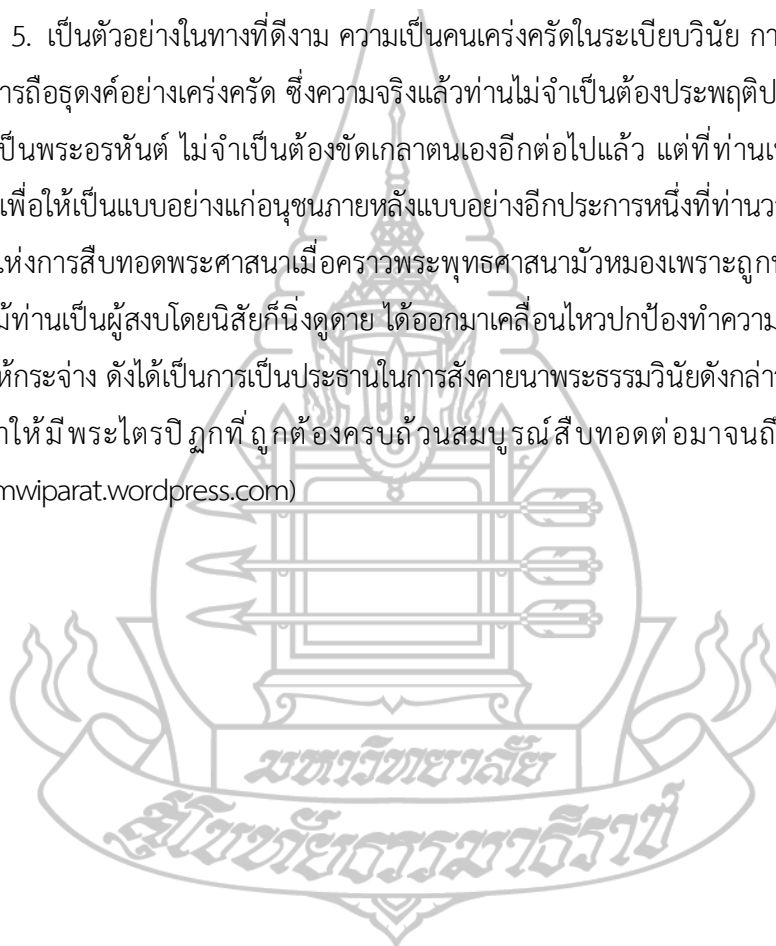 5. เป็นตัวอย่างในทางที่ดีงาม ความเป็นคนเคร่งครัดในระเบียบวินัย กา
ารถือธุดงค์อย่างเคร่งครัด ซึ่งความจริงแล้วท่านไม่จำเป็นต้องประพฤติป
เป็นพระอรหันต์ ไม่จำเป็นต้องขัดเกลาตนเองอีกต่อไปแล้ว แต่ที่ท่านเ
เพื่อให้เป็นแบบอย่างแก่อนุชนภายหลังแบบอย่างอีกประการหนึ่งที่ท่านว
แห่งการสืบทอดพระศาสนาเมื่อคราวพระพุทธศาสนามัวหมองเพราะถูก
ม้ท่านเป็นผู้สงบโดยนิสัยก็นิ่งดูดาย ได้ออกมาเคลื่อนไหวปกป้องทำความ
ห้กระจ่าง ดังได้เป็นการเป็นประธานในการสังคายนาพระธรรมวินัยดังกล่า
าให้มีพระไตรปิฎกที่ถูกต้องครบถ้วนสมบูรณ์สืบทอดต่อมาจนถึ
mwiparat.wordpress.com)
มหาวิทยาลัย
สุโขทัยธรรมาธิราช